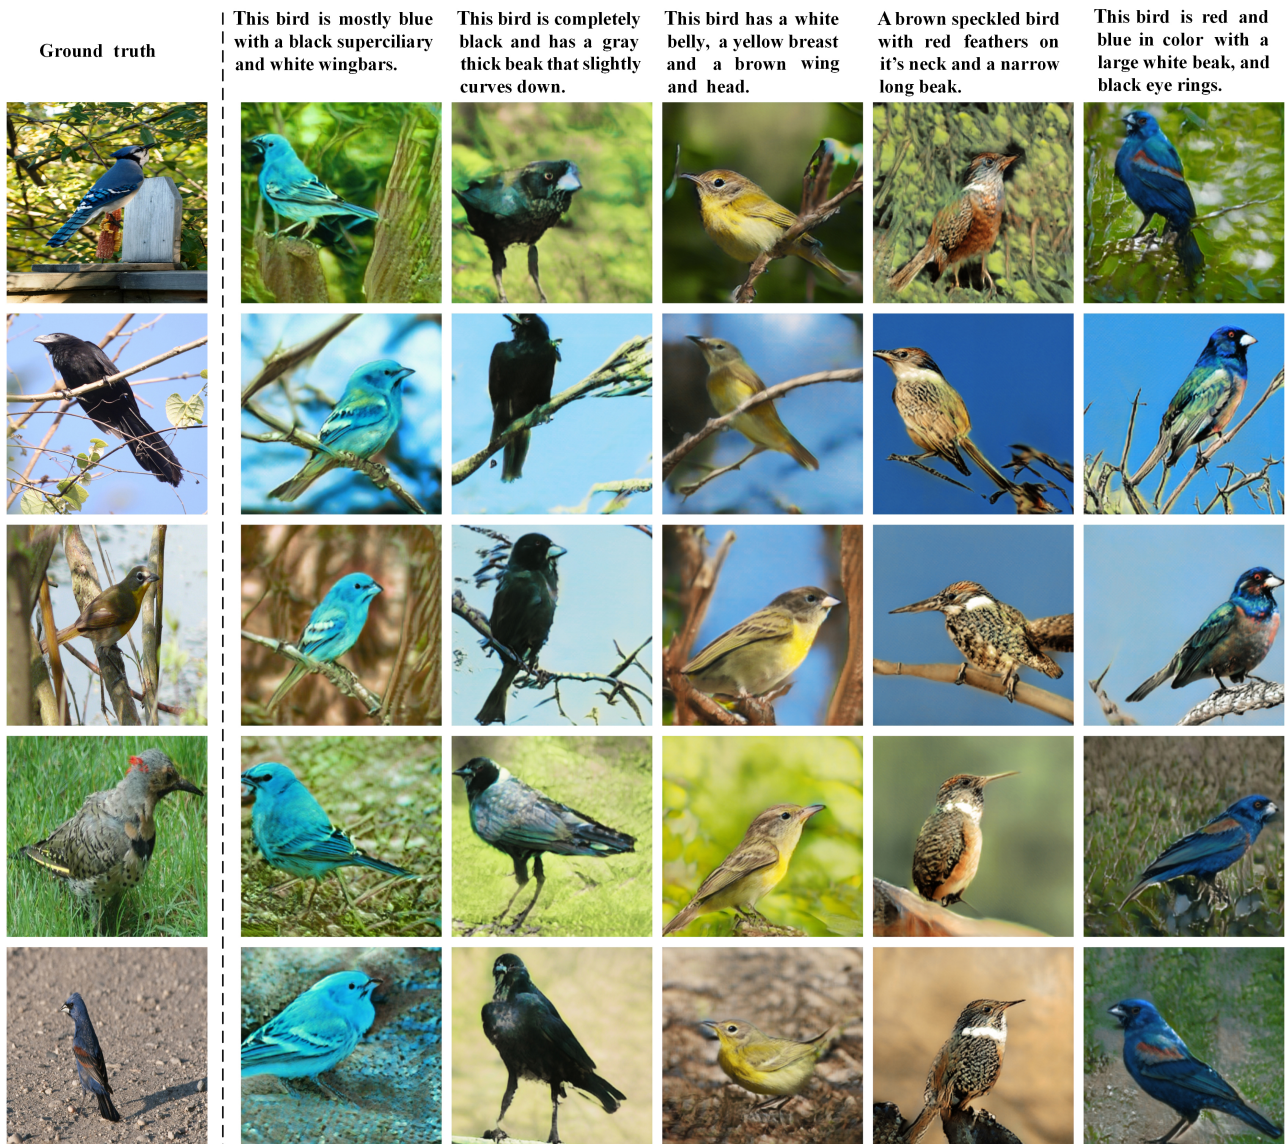 Ground truth
This bird is mostly blue
with a black superciliary
and white wingbars.
This bird is completely
black and has a gray
thick beak that slightly
curves down.
This bird has a white
belly, a yellow breast
and a brown wing
and head.
A brown speckled bird
with red feathers on
it's neck and a narrow
long beak.
This bird is red and
blue in color with a
large white beak, and
black eye rings.